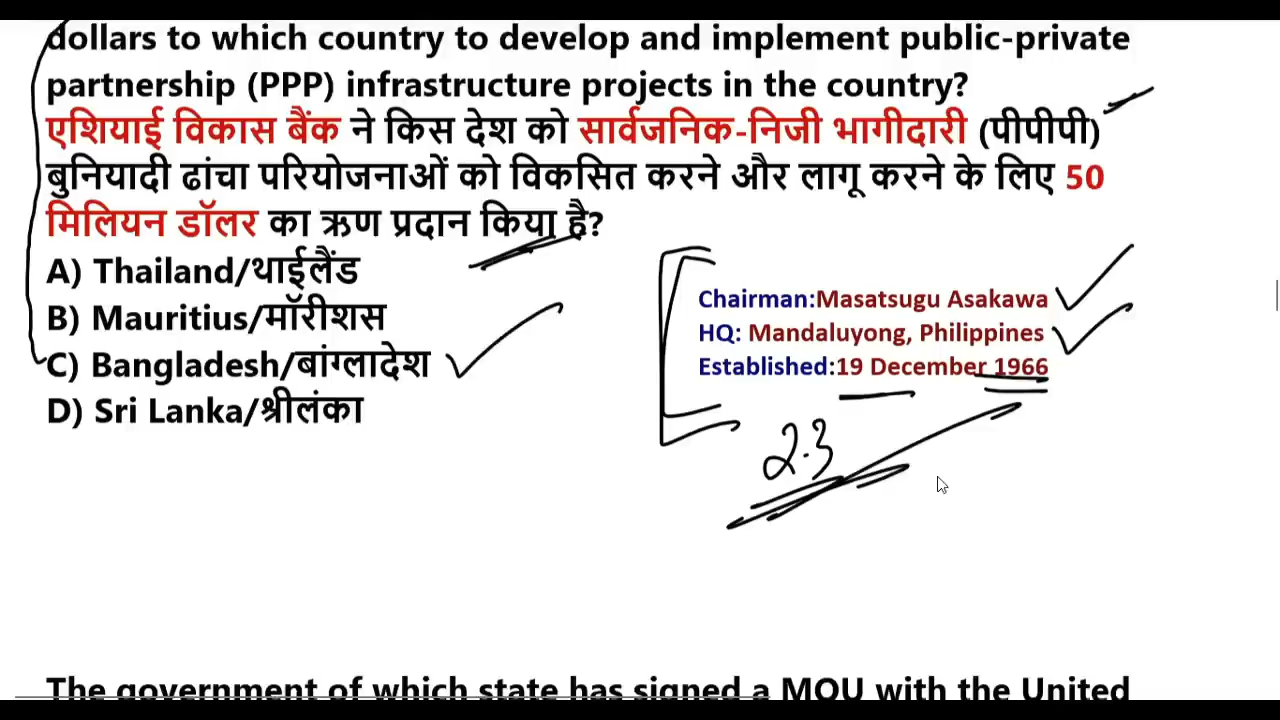 dollars to which country to develop and implement public-private
partnership (PPP) infrastructure projects in the country?
एशियाई विकास बैंक ने किस देश को सार्वजनिक-निजी भागीदारी (पीपीपी)
बुनियादी ढांचा परियोजनाओं को विकसित करने और लागू करने के लिए 50
मिलियन डॉलर का ऋण प्रदान किया है?
A) Thailand/थाईलैंड
B) Mauritius/मॉरीशस
C) Bangladesh/बांग्लादेश
D) Sri Lanka/श्रीलंका
Chairman:Masatsugu Asakawa
HQ: Mandaluyong, Philippines
Established:19 December 1966
2.3
The government of which state has signed a MOU with the United